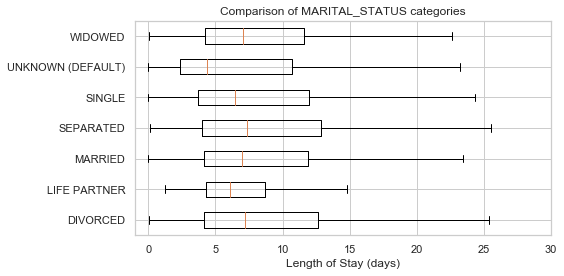 Comparison of MARITAL_STATUS categories
WIDOWED
UNKNOWN (DEFAULT)
SINGLE
SEPARATED
MARRIED
LIFE PARTNER
DIVORCED
0 5 10 15 20 25 30
Length of Stay (days)